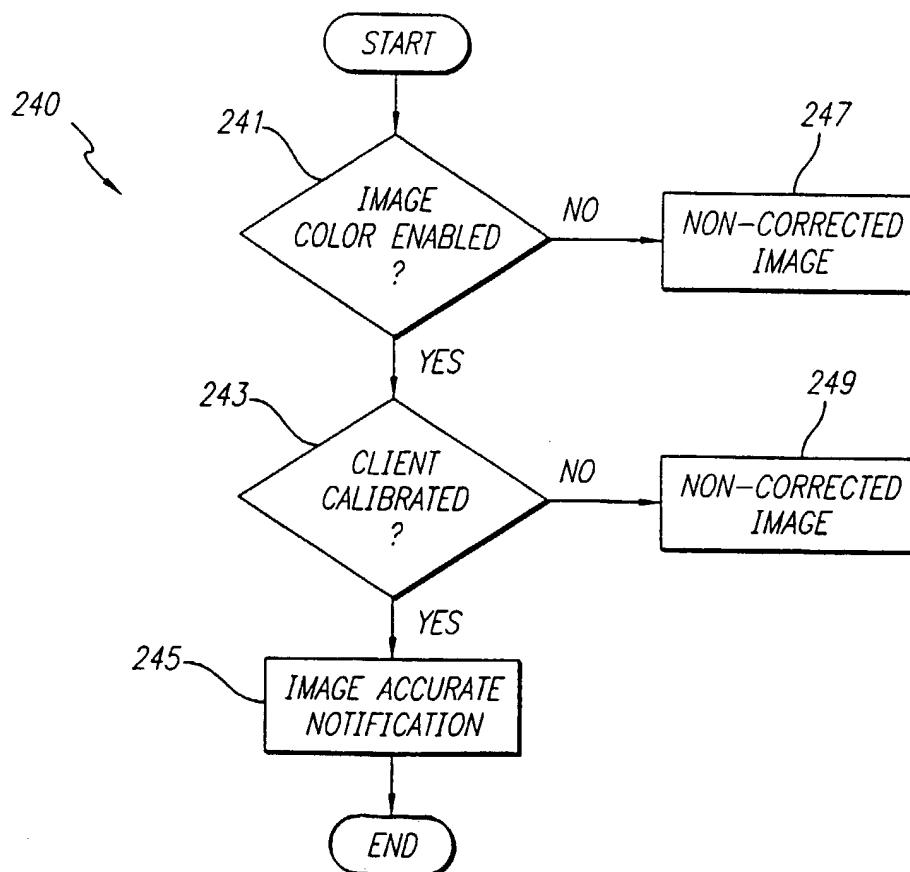 START
240
241
247
IMAGE
COLOR ENABLED
?
NO
NON-CORRECTED
IMAGE
YES
243
249
CLIENT
CALIBRATED
?
NO
NON-CORRECTED
IMAGE
YES
245
IMAGE ACCURATE
NOTIFICATION
END